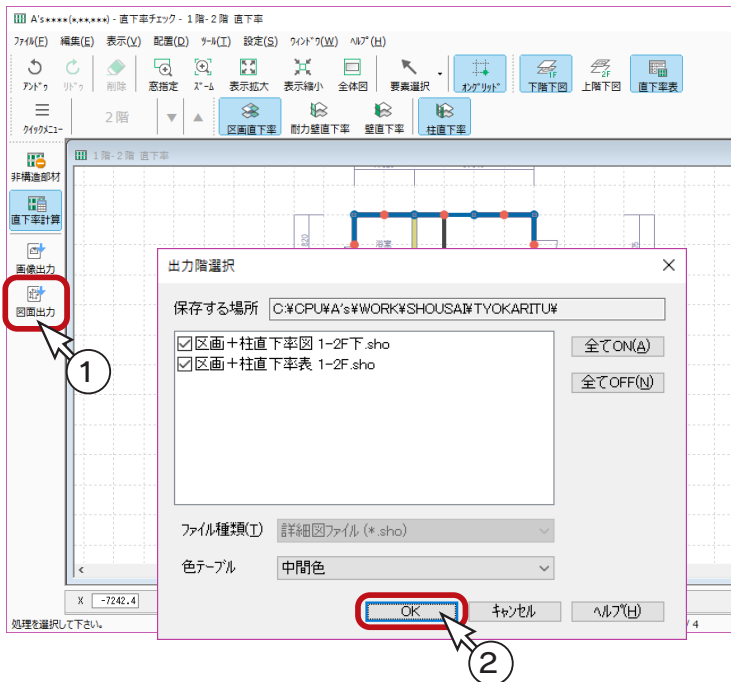 A's****(*.**.***) - 直下率チェック - 1階-2階 直下率
ファイル(F) 編集(E) 表示(V) 配置(D) ツール(T) 設定(S) ウィンドウ(W) ヘルプ(H)
アンドゥ リドゥ 削除 窓指定 ズーム 表示拡大 表示縮小 全体図 要素選択 オングリッド 下階下図 上階下図 直下率表
1F 2F
クイックメニュー 2階 ▼ ▲ 区画直下率 耐力壁直下率 壁直下率 柱直下率
1階-2階 直下率
非構造部材
直下率計算
画像出力
図面出力
①
820
浴室
出力階選択
保存する場所 C:¥CPU¥A's¥WORK¥SHOUSAI¥TYOKARITU¥
区画+柱直下率図 1-2F下.sho
区画+柱直下率表 1-2F.sho
全てON(A)
全てOFF(N)
ファイル種類(T) 詳細図ファイル (*.sho)
色テーブル 中間色
OK キャンセル ヘルプ(H)
②
X -7242.4
処理を選択して下さい。
/ 4